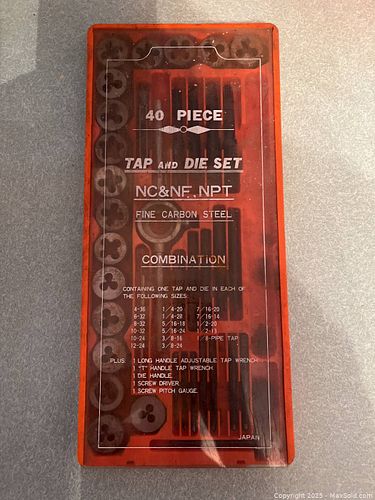 40 PIECE
TAP AND DIE SET
NC&NF, NPT
FINE CARBON STEEL
COMBINATION
CONTAINING ONE TAP AND DIE IN EACH OF
THE FOLLOWING SIZES:
4-36 1/4-20 7/16-20
6-32 1/4-28 7/16-14
8-32 5/16-18 1/2-20
10-32 5/16-24 1/2-13
10-24 3/8-16 1/8-PIPE TAP
12-24 3/8-24
PLUS: 1 LONG HANDLE ADJUSTABLE TAP WRENCH
1 "T" HANDLE TAP WRENCH
1 DIE HANDLE
1 SCREW DRIVER
1 SCREW PITCH GAUGE
JAPAN
Copyright 2025 - MaxSold.com